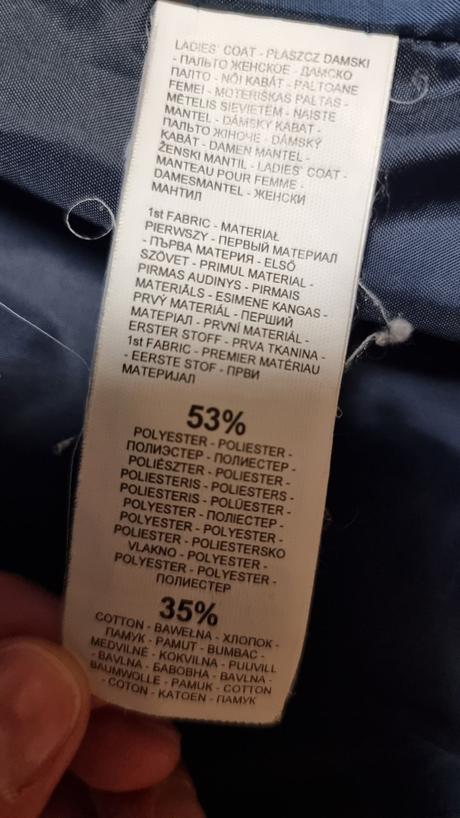 LADIES' COAT - PŁASZCZ DAMSKI
- ПАЛЬТО ЖЕНСКОЕ - ДАМСКО
ПАЛТО - NŐI KABÁT - PALTOANE
FEMEI - MOTERIŠKAS PALTAS -
MĒTELIS SIEVIETĒM - NAISTE
MANTEL - DÁMSKY KABAT -
ПАЛЬТО ЖІНОЧЕ - DÁMSKÝ
KABÁT - DAMEN MANTEL -
ŽENSKI MANTIL - LADIES' COAT -
MANTEAU POUR FEMME -
DAMESMANTEL - ЖЕНСКИ
МАНТИЛ
1st FABRIC - MATERIAŁ
PIERWSZY - ПЕРВЫЙ МАТЕРИАЛ
- ПЪРВА МАТЕРИЯ - ELSŐ
SZÖVET - PRIMUL MATERIAL -
PIRMAS AUDINYS - PIRMAIS
MATERIĀLS - ESIMENE KANGAS -
PRVÝ MATERIÁL - ПЕРШИЙ
МАТЕРІАЛ - PRVNÍ MATERIÁL -
ERSTER STOFF - PRVA TKANINA -
1st FABRIC - PREMIER MATÉRIAU
- EERSTE STOF - ПРВИ
МАТЕРИЈАЛ
53%
POLYESTER - POLIESTER -
ПОЛИЭСТЕР - ПОЛИЕСТЕР -
POLIÉSZTER - POLIESTER -
POLIESTERIS - POLIESTERS -
POLIESTERIS - POLÜESTER -
POLYESTER - ПОЛІЕСТЕР -
POLYESTER - POLYESTER -
POLIESTER - POLIESTERSKO
VLAKNO - POLYESTER -
POLYESTER - POLYESTER -
ПОЛИЕСТЕР
35%
COTTON - BAWEŁNA - ХЛОПОК -
ПАМУК - PAMUT - BUMBAC -
MEDVILNĖ - KOKVILNA - PUUVILL
- BAVLNA - БАВОВНА - BAVLNA -
BAUMWOLLE - PAMUK - COTTON
- COTON - KATOEN - ПАМУК